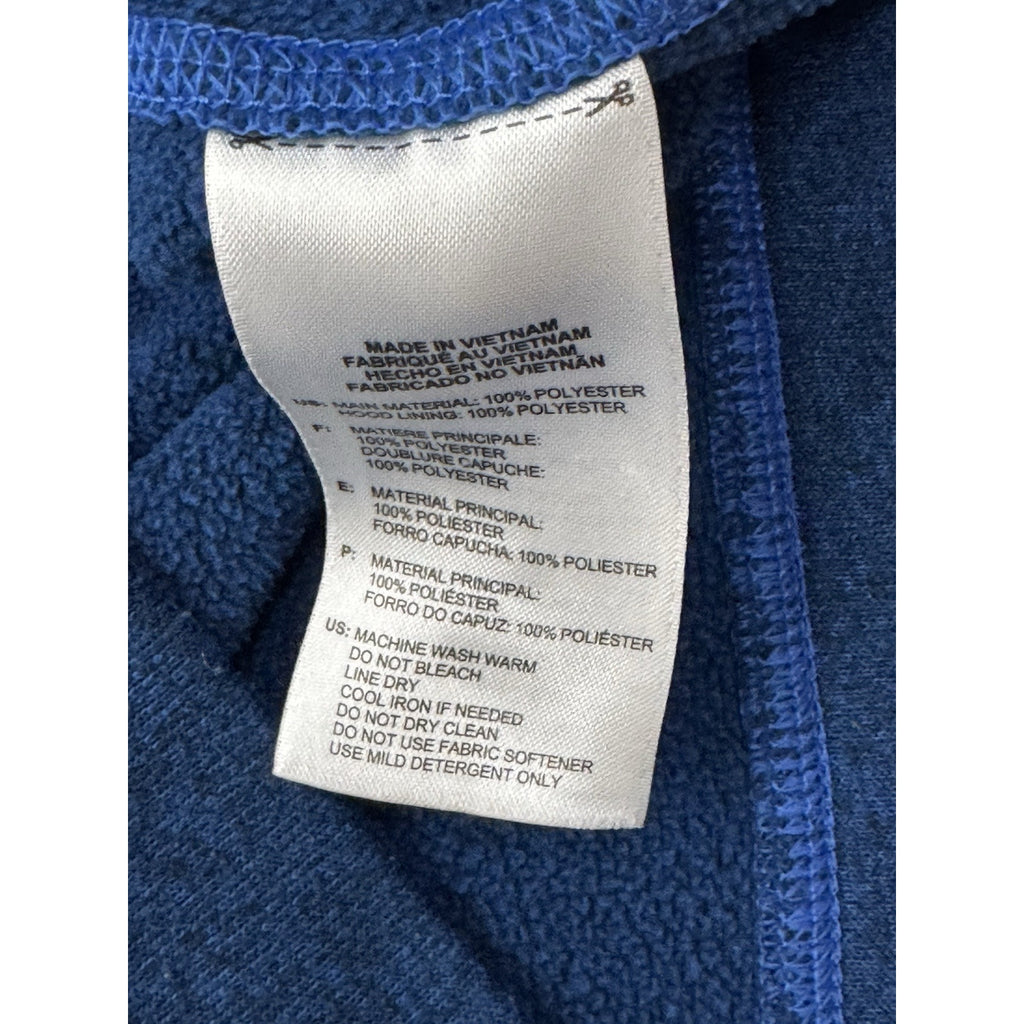 MADE IN VIETNAM
FABRIQUÉ AU VIETNAM
HECHO EN VIETNAM
FABRICADO NO VIETNÃN
US: MAIN MATERIAL: 100% POLYESTER
HOOD LINING: 100% POLYESTER
F: MATIERE PRINCIPALE:
100% POLYESTER
DOUBLURE CAPUCHE:
100% POLYESTER
E: MATERIAL PRINCIPAL:
100% POLIESTER
FORRO CAPUCHA: 100% POLIESTER
P: MATERIAL PRINCIPAL:
100% POLIÉSTER
FORRO DO CAPUZ: 100% POLIÉSTER
US: MACHINE WASH WARM
DO NOT BLEACH
LINE DRY
COOL IRON IF NEEDED
DO NOT DRY CLEAN
DO NOT USE FABRIC SOFTENER
USE MILD DETERGENT ONLY